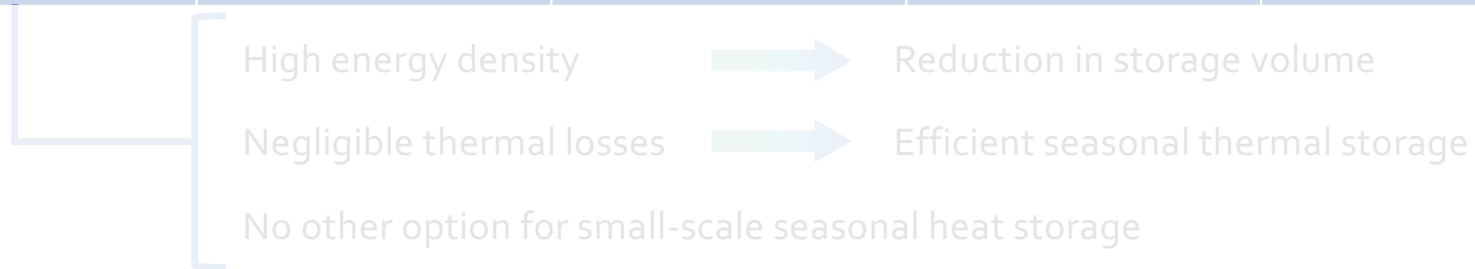 High energy density Reduction in storage volume
Negligible thermal losses Efficient seasonal thermal storage
No other option for small-scale seasonal heat storage